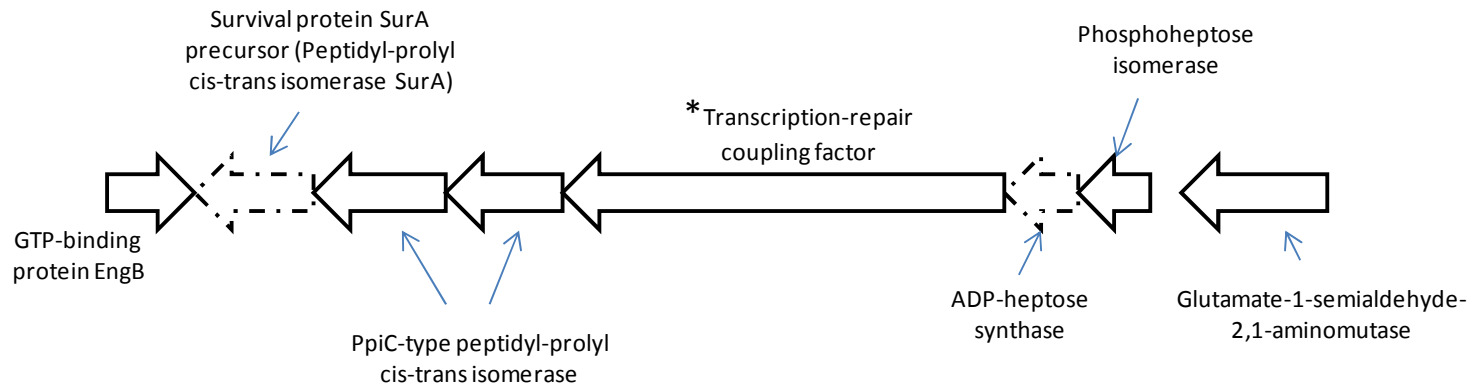 Survival protein SurA
precursor (Peptidyl-prolyl
cis-trans isomerase SurA)
Phosphoheptose
isomerase
*Transcription-repair
coupling factor
GTP-binding
protein EngB
PpiC-type peptidyl-prolyl
cis-trans isomerase
ADP-heptose
synthase
Glutamate-1-semialdehyde-
2,1-aminomutase